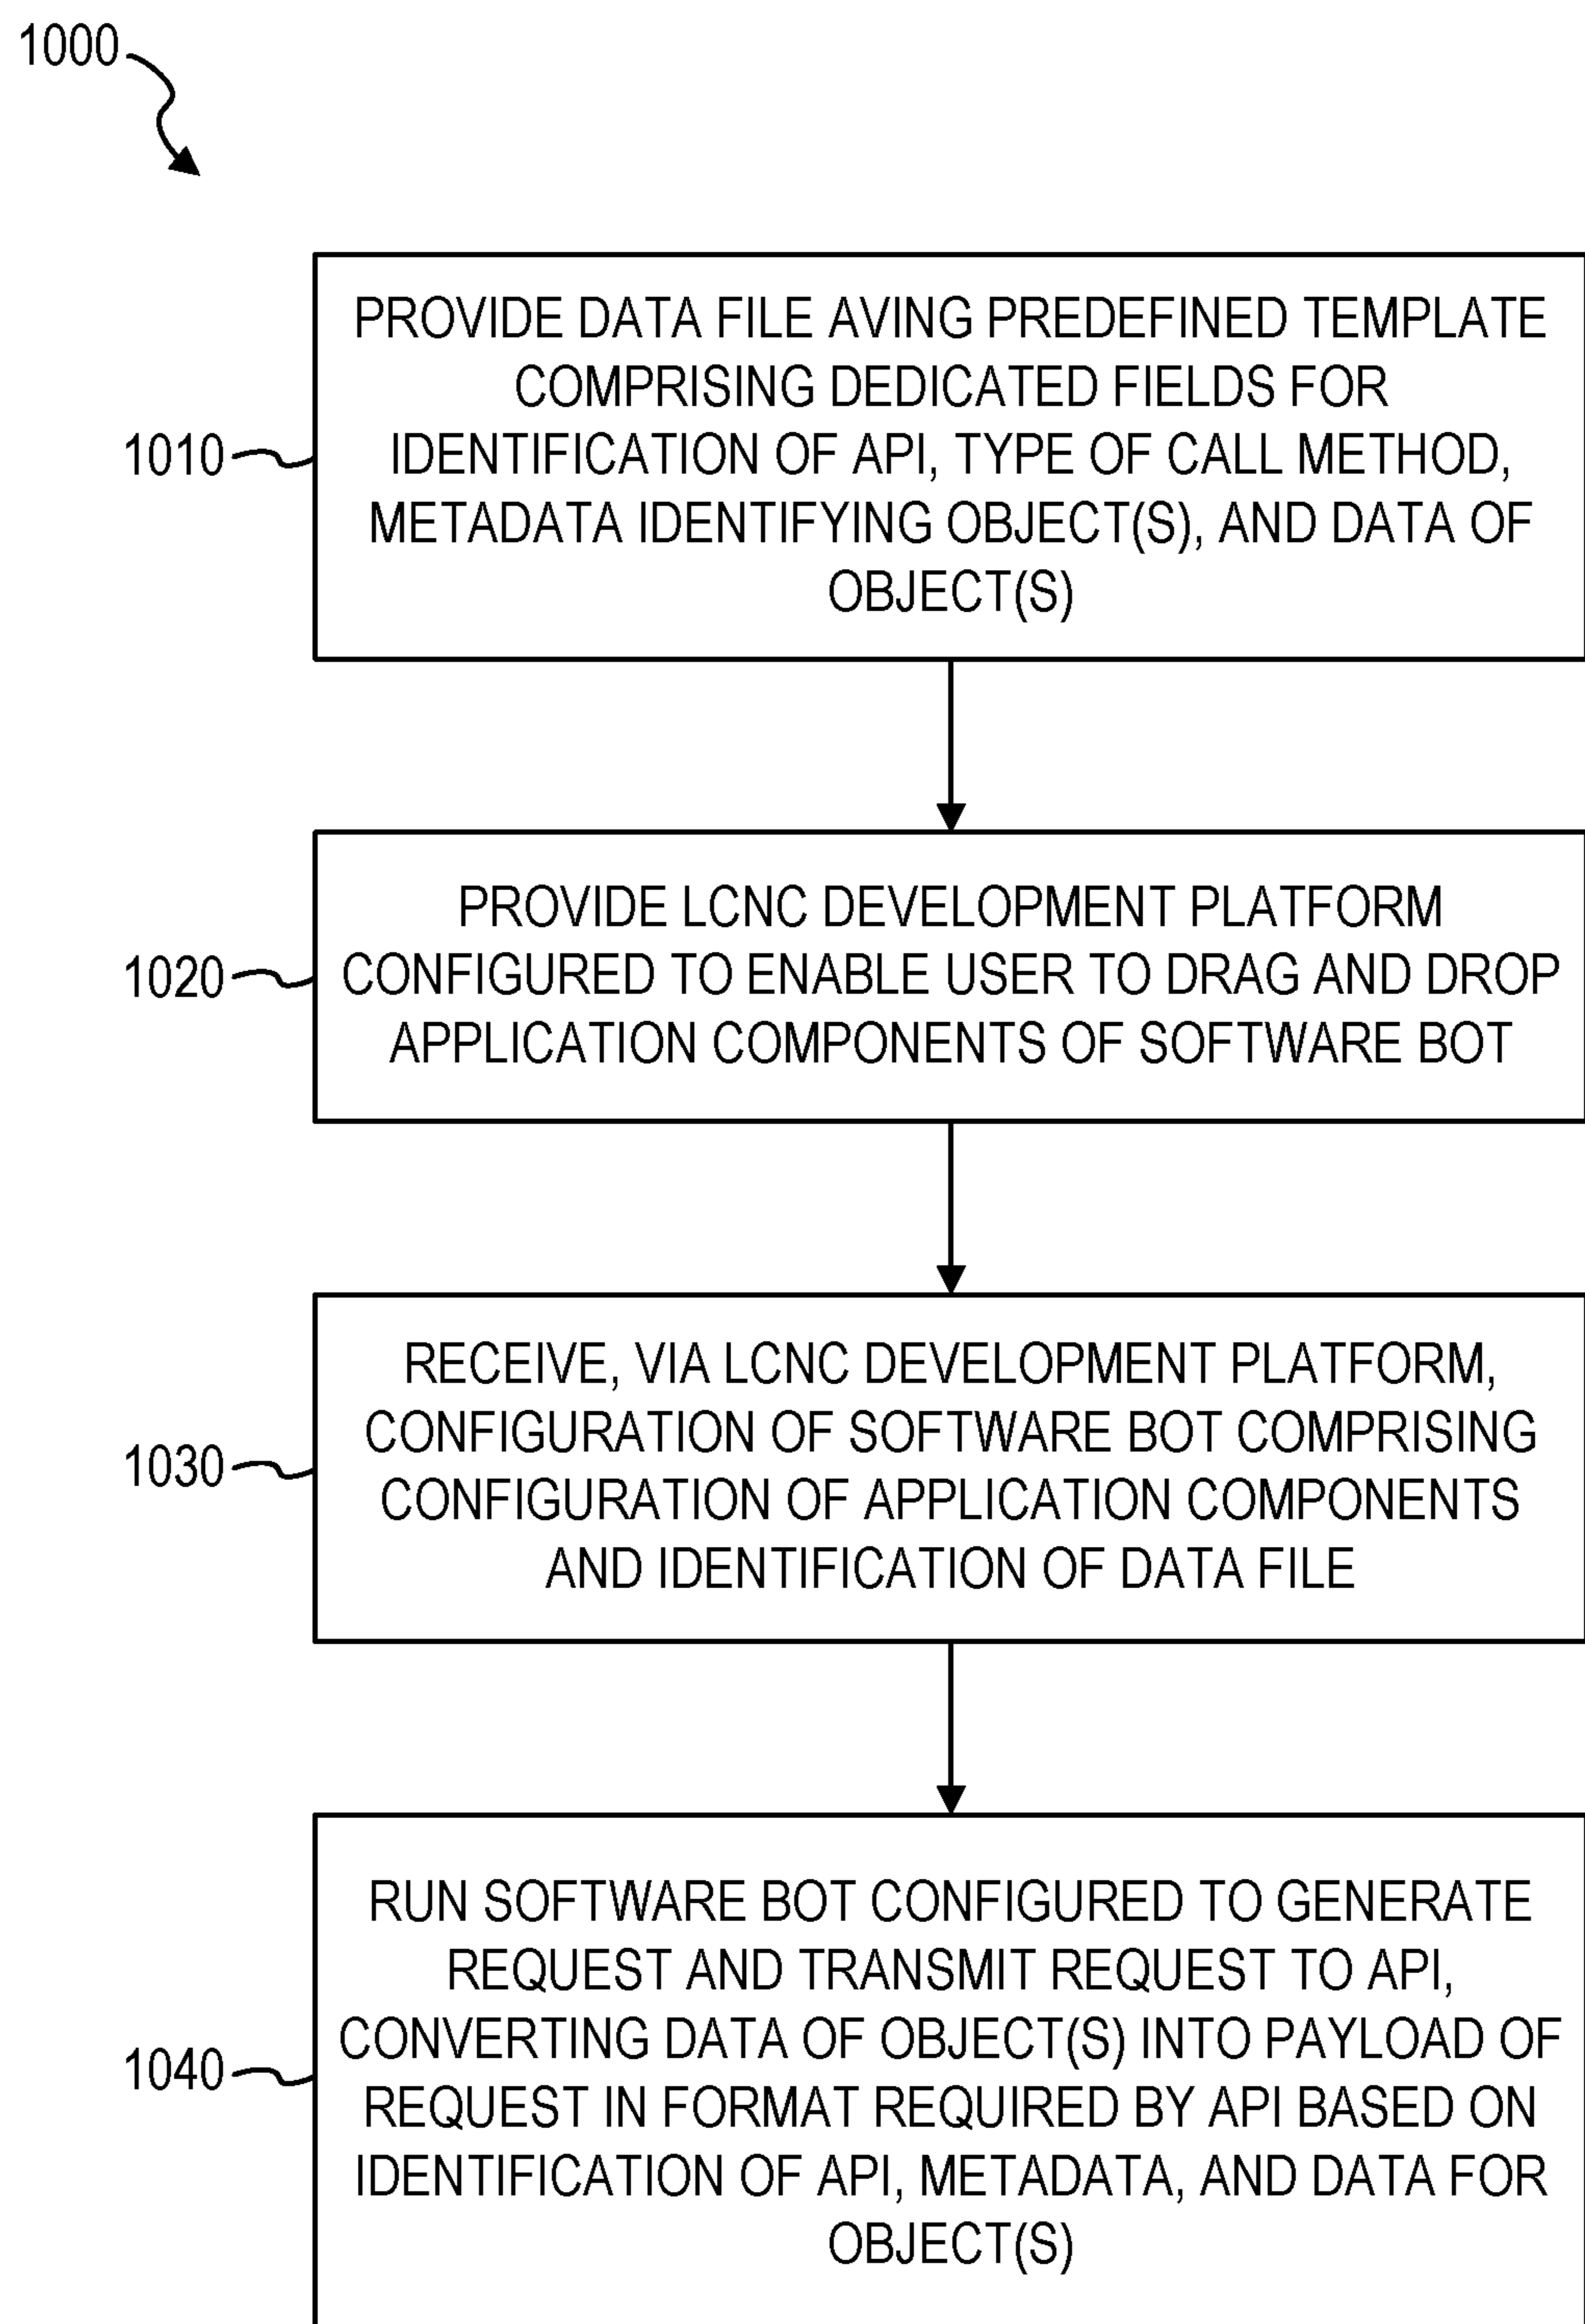 1000
PROVIDE DATA FILE AVING PREDEFINED TEMPLATE
COMPRISING DEDICATED FIELDS FOR
IDENTIFICATION OF API, TYPE OF CALL METHOD,
METADATA IDENTIFYING OBJECT(S), AND DATA OF
OBJECT(S)
1010
PROVIDE LCNC DEVELOPMENT PLATFORM
CONFIGURED TO ENABLE USER TO DRAG AND DROP
APPLICATION COMPONENTS OF SOFTWARE BOT
1020
RECEIVE, VIA LCNC DEVELOPMENT PLATFORM,
CONFIGURATION OF SOFTWARE BOT COMPRISING
CONFIGURATION OF APPLICATION COMPONENTS
AND IDENTIFICATION OF DATA FILE
1030
RUN SOFTWARE BOT CONFIGURED TO GENERATE
REQUEST AND TRANSMIT REQUEST TO API,
CONVERTING DATA OF OBJECT(S) INTO PAYLOAD OF
REQUEST IN FORMAT REQUIRED BY API BASED ON
IDENTIFICATION OF API, METADATA, AND DATA FOR
OBJECT(S)
1040